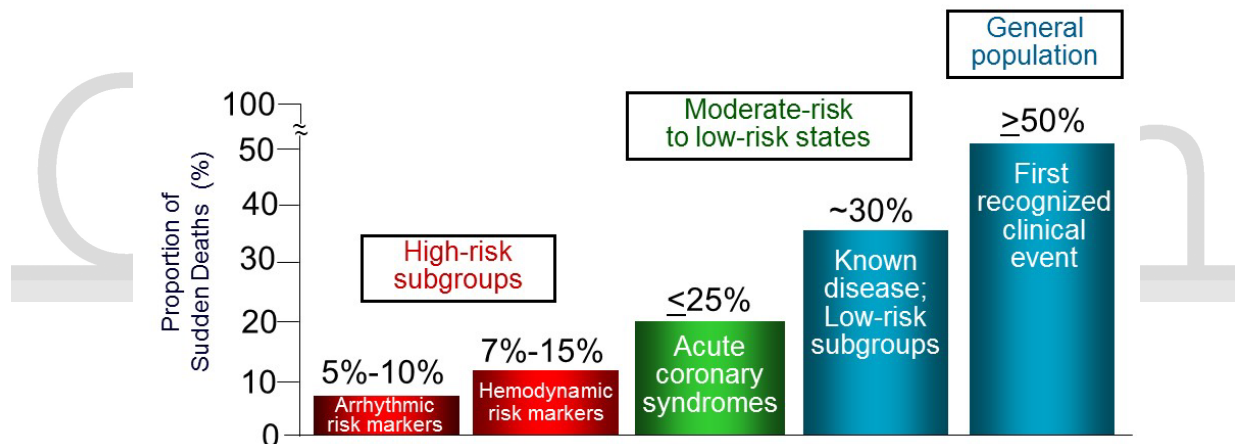 General
population
Moderate-risk
to low-risk states
High-risk
subgroups
Proportion of
Sudden Deaths (%)
100
50
40
30
20
10
0
5%-10%
Arrhythmic
risk markers
7%-15%
Hemodynamic
risk markers
≤25%
Acute
coronary
syndromes
~30%
Known
disease;
Low-risk
subgroups
≥50%
First
recognized
clinical
event